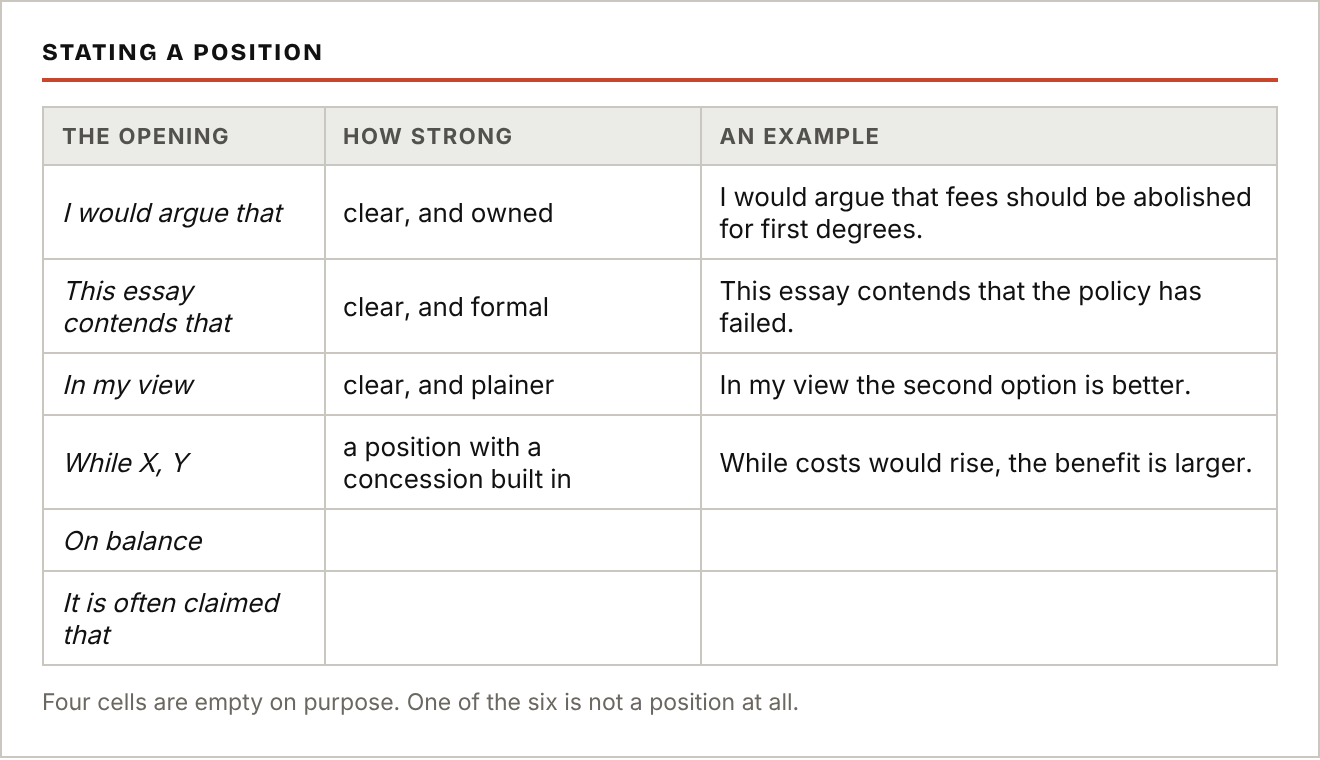 STATING A POSITION
THE OPENING
HOW STRONG
AN EXAMPLE
I would argue that
clear, and owned
I would argue that fees should be abolished
for first degrees.
This essay
contends that
clear, and formal
This essay contends that the policy has
failed.
In my view
clear, and plainer
In my view the second option is better.
While X, Y
a position with a
concession built in
While costs would rise, the benefit is larger.
On balance
It is often claimed
that
Four cells are empty on purpose. One of the six is not a position at all.